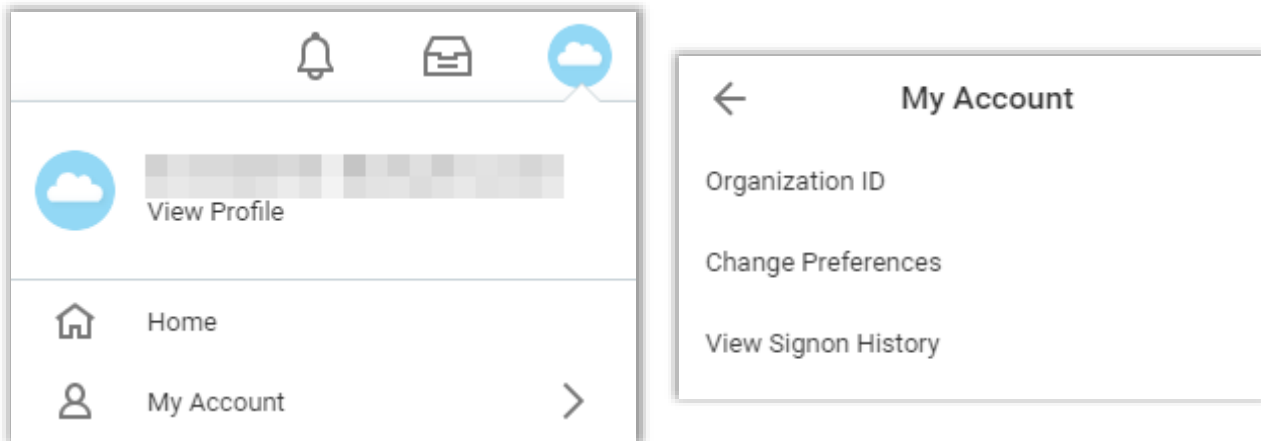 View Profile
Home
My Account
My Account
Organization ID
Change Preferences
View Signon History